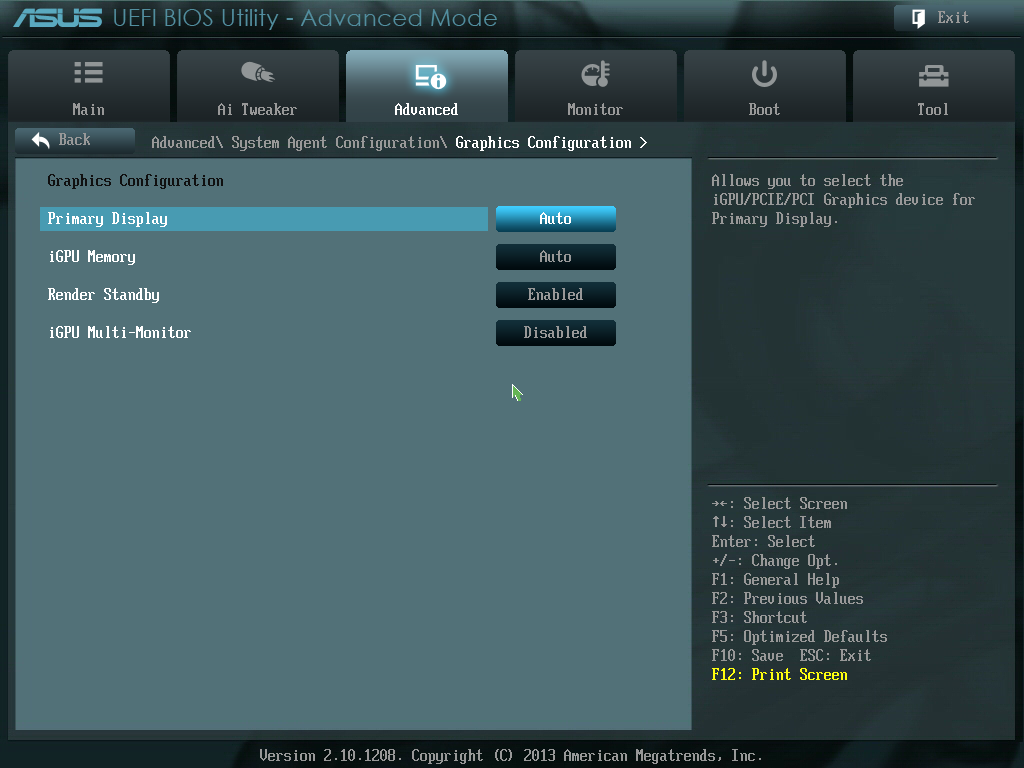 ASUS UEFI BIOS Utility - Advanced Mode
Exit
Main
Ai Tweaker
Advanced
Monitor
Boot
Tool
Back
Advanced\ System Agent Configuration\ Graphics Configuration >
Graphics Configuration
Primary Display Auto
iGPU Memory Auto
Render Standby Enabled
iGPU Multi-Monitor Disabled
Allows you to select the
iGPU/PCIE/PCI Graphics device for
Primary Display.
→←: Select Screen
↑↓: Select Item
Enter: Select
+/-: Change Opt.
F1: General Help
F2: Previous Values
F3: Shortcut
F5: Optimized Defaults
F10: Save ESC: Exit
F12: Print Screen
Version 2.10.1208. Copyright (C) 2013 American Megatrends, Inc.